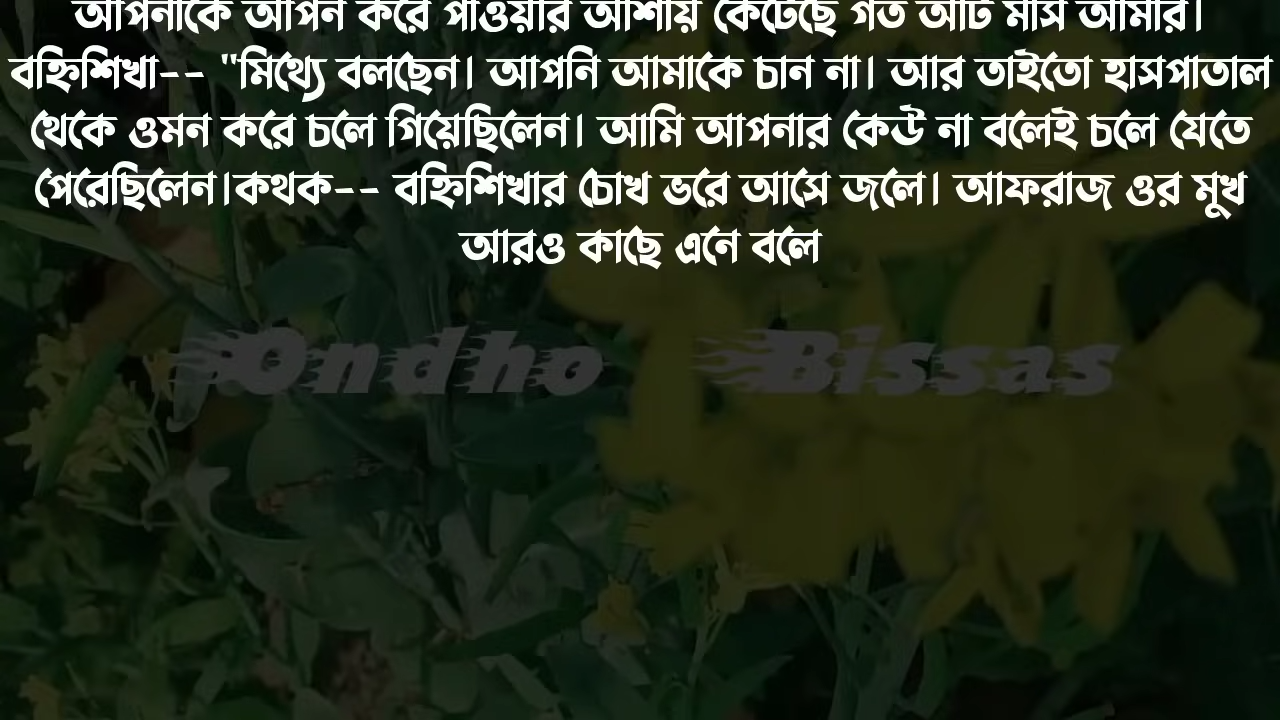 আপনাকে আপন করে পাওয়ার আশায় কেটেছে গত আট মাস আমার।
বহ্নিশিখা-- "মিথ্যে বলছেন। আপনি আমাকে চান না। আর তাইতো হাসপাতাল
থেকে ওমন করে চলে গিয়েছিলেন। আমি আপনার কেউ না বলেই চলে যেতে
পেরেছিলেন।কথক-- বহ্নিশিখার চোখ ভরে আসে জলে। আফরাজ ওর মুখ
আরও কাছে এনে বলে
Ondho Bissas